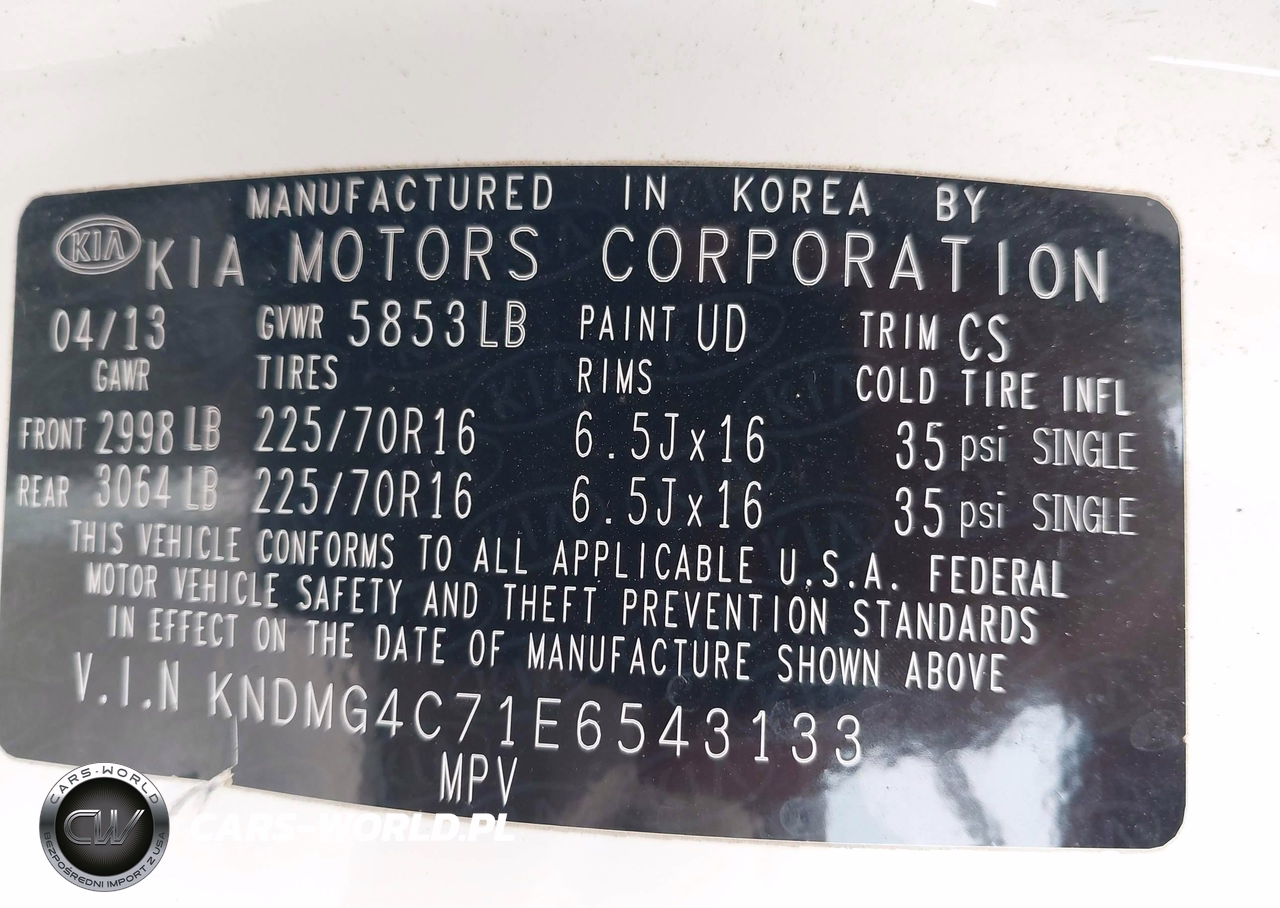 MANUFACTURED IN KOREA BY
KIA KIA MOTORS CORPORATION
04/13 GVWR 5853LB PAINT UD TRIM CS
GAWR TIRES RIMS COLD TIRE INFL
FRONT 2998 LB 225/70R16 6.5Jx16 35 psi SINGLE
REAR 3064 LB 225/70R16 6.5Jx16 35 psi SINGLE
THIS VEHICLE CONFORMS TO ALL APPLICABLE U.S.A. FEDERAL
MOTOR VEHICLE SAFETY AND THEFT PREVENTION STANDARDS
IN EFFECT ON THE DATE OF MANUFACTURE SHOWN ABOVE
V.I.N KNDMG4C71E6543133
MPV
CARS-WORLD
CW
BEZPOŚREDNI IMPORT Z USA
CARS-WORLD.PL